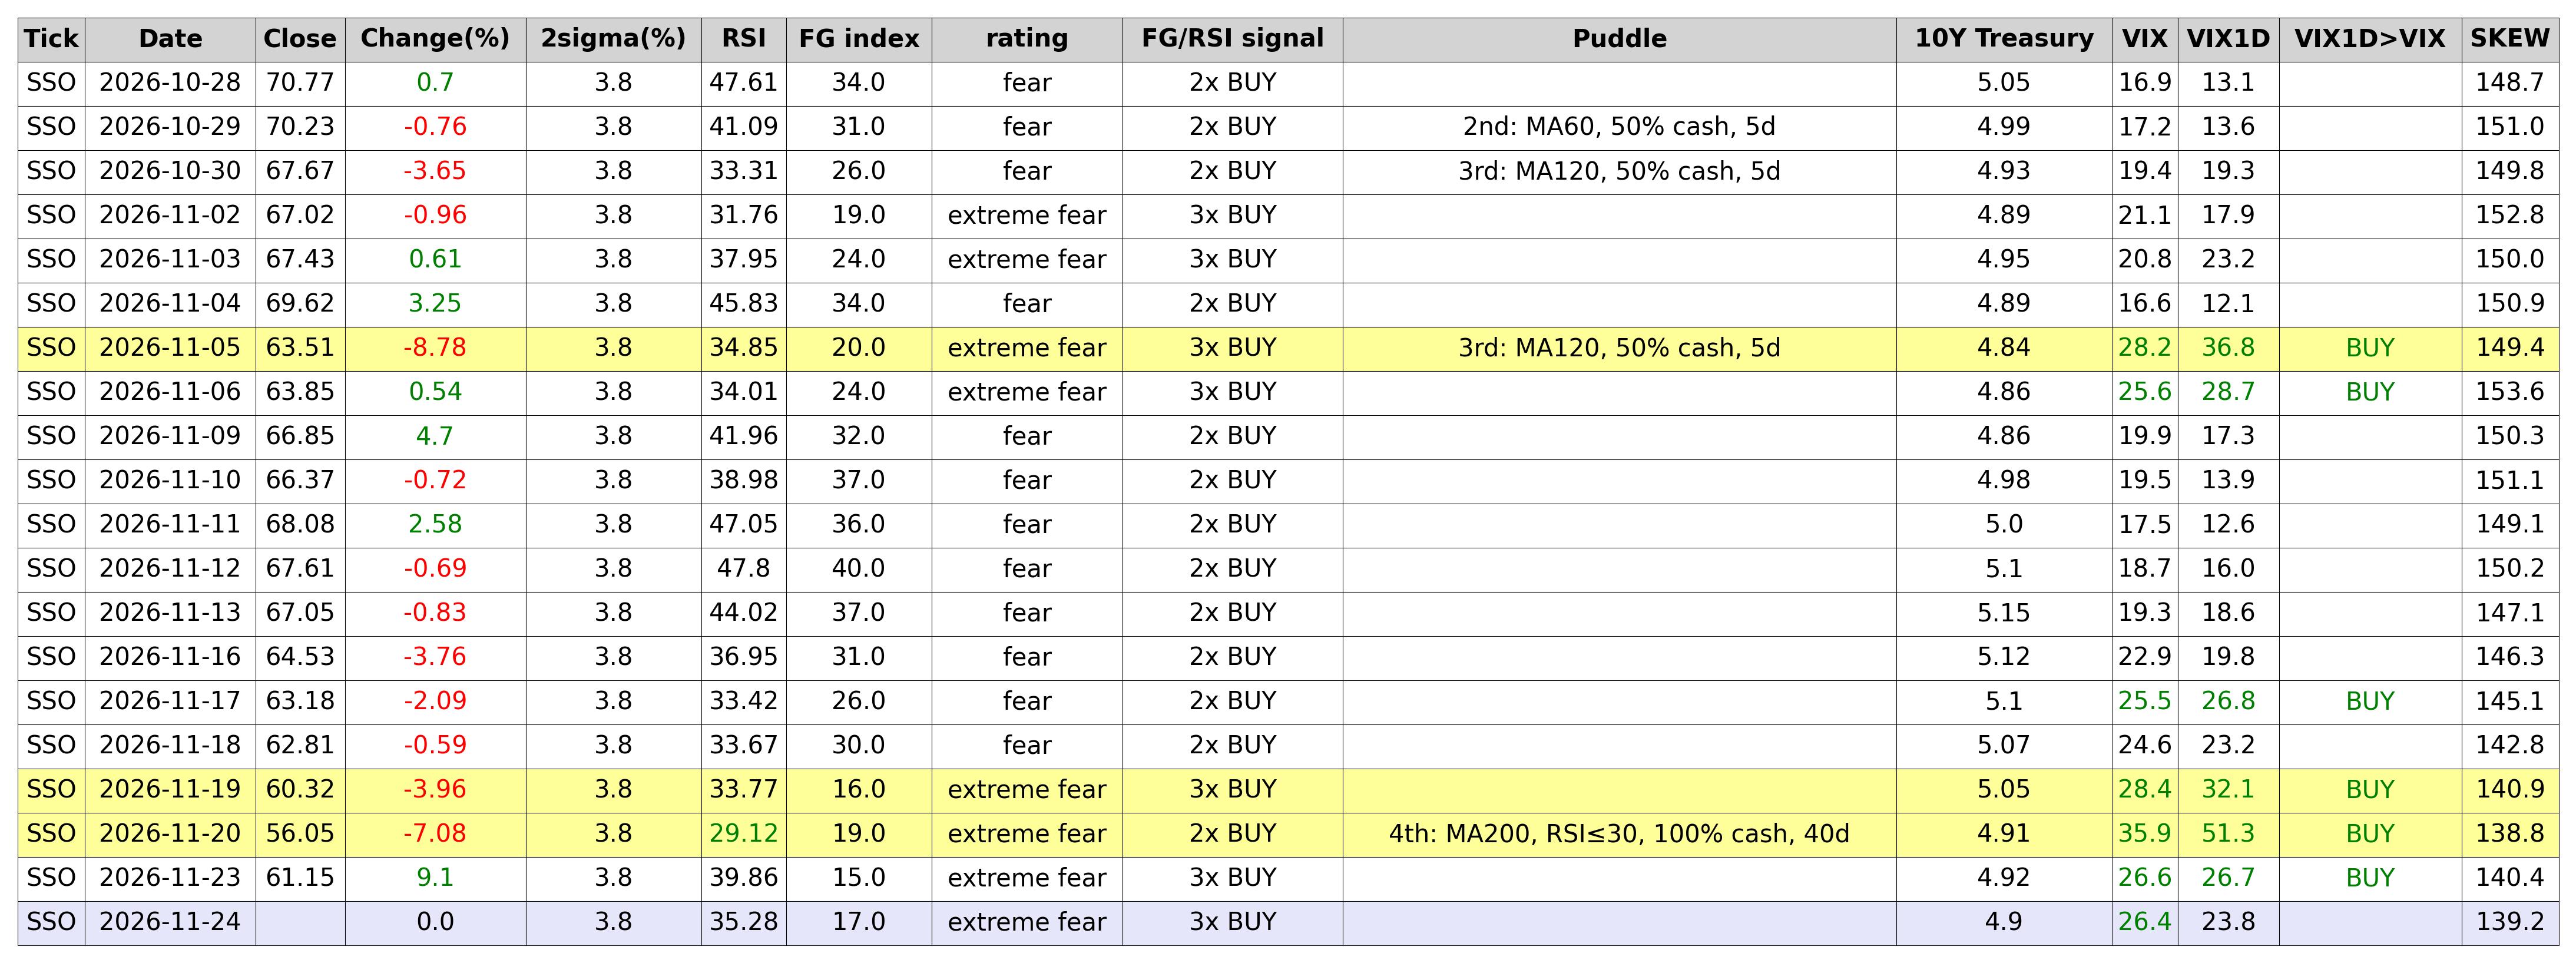 Tick Date Close Change(%) 2sigma(%) RSI FG index rating FG/RSI signal Puddle 10Y Treasury VIX VIX1D VIX1D>VIX SKEW
SSO 2026-10-28 70.77 0.7 3.8 47.61 34.0 fear 2x BUY 5.05 16.9 13.1 148.7
SSO 2026-10-29 70.23 -0.76 3.8 41.09 31.0 fear 2x BUY 2nd: MA60, 50% cash, 5d 4.99 17.2 13.6 151.0
SSO 2026-10-30 67.67 -3.65 3.8 33.31 26.0 fear 2x BUY 3rd: MA120, 50% cash, 5d 4.93 19.4 19.3 149.8
SSO 2026-11-02 67.02 -0.96 3.8 31.76 19.0 extreme fear 3x BUY 4.89 21.1 17.9 152.8
SSO 2026-11-03 67.43 0.61 3.8 37.95 24.0 extreme fear 3x BUY 4.95 20.8 23.2 150.0
SSO 2026-11-04 69.62 3.25 3.8 45.83 34.0 fear 2x BUY 4.89 16.6 12.1 150.9
SSO 2026-11-05 63.51 -8.78 3.8 34.85 20.0 extreme fear 3x BUY 3rd: MA120, 50% cash, 5d 4.84 28.2 36.8 BUY 149.4
SSO 2026-11-06 63.85 0.54 3.8 34.01 24.0 extreme fear 3x BUY 4.86 25.6 28.7 BUY 153.6
SSO 2026-11-09 66.85 4.7 3.8 41.96 32.0 fear 2x BUY 4.86 19.9 17.3 150.3
SSO 2026-11-10 66.37 -0.72 3.8 38.98 37.0 fear 2x BUY 4.98 19.5 13.9 151.1
SSO 2026-11-11 68.08 2.58 3.8 47.05 36.0 fear 2x BUY 5.0 17.5 12.6 149.1
SSO 2026-11-12 67.61 -0.69 3.8 47.8 40.0 fear 2x BUY 5.1 18.7 16.0 150.2
SSO 2026-11-13 67.05 -0.83 3.8 44.02 37.0 fear 2x BUY 5.15 19.3 18.6 147.1
SSO 2026-11-16 64.53 -3.76 3.8 36.95 31.0 fear 2x BUY 5.12 22.9 19.8 146.3
SSO 2026-11-17 63.18 -2.09 3.8 33.42 26.0 fear 2x BUY 5.1 25.5 26.8 BUY 145.1
SSO 2026-11-18 62.81 -0.59 3.8 33.67 30.0 fear 2x BUY 5.07 24.6 23.2 142.8
SSO 2026-11-19 60.32 -3.96 3.8 33.77 16.0 extreme fear 3x BUY 5.05 28.4 32.1 BUY 140.9
SSO 2026-11-20 56.05 -7.08 3.8 29.12 19.0 extreme fear 2x BUY 4th: MA200, RSI≤30, 100% cash, 40d 4.91 35.9 51.3 BUY 138.8
SSO 2026-11-23 61.15 9.1 3.8 39.86 15.0 extreme fear 3x BUY 4.92 26.6 26.7 BUY 140.4
SSO 2026-11-24 0.0 3.8 35.28 17.0 extreme fear 3x BUY 4.9 26.4 23.8 139.2